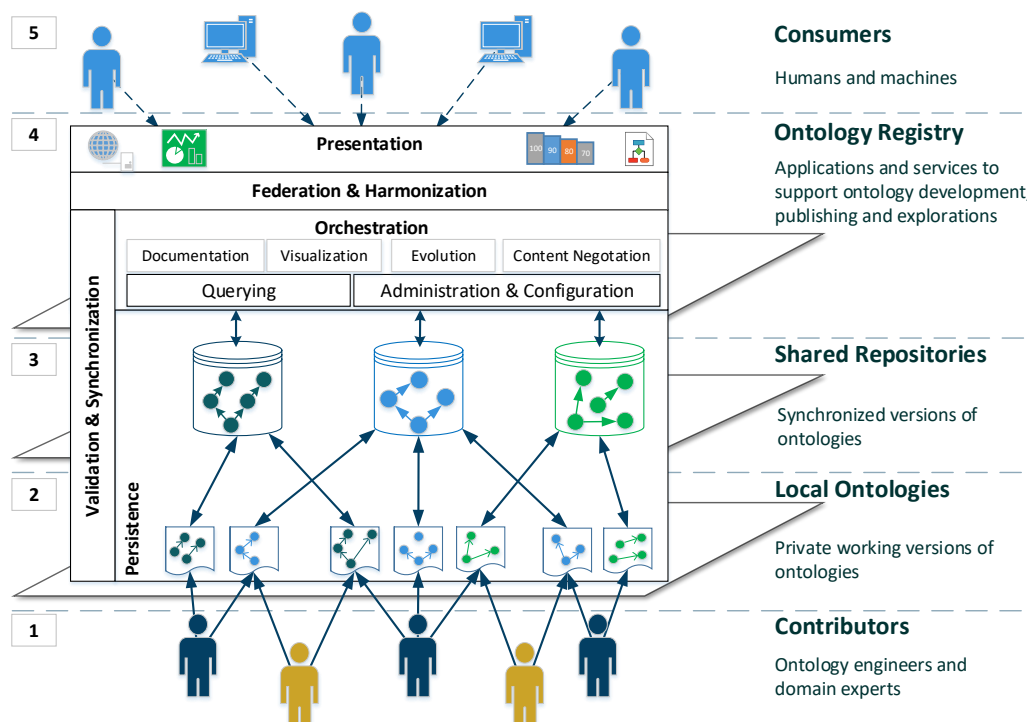 5
Consumers
Humans and machines
4
Ontology Registry
Applications and services to
support ontology development,
publishing and explorations
Presentation
100
90
80
70
Federation & Harmonization
Validation & Synchronization
Orchestration
Documentation
Visualization
Evolution
Content Negotation
Querying
Administration & Configuration
3
Shared Repositories
Synchronized versions of
ontologies
Persistence
2
Local Ontologies
Private working versions of
ontologies
1
Contributors
Ontology engineers and
domain experts